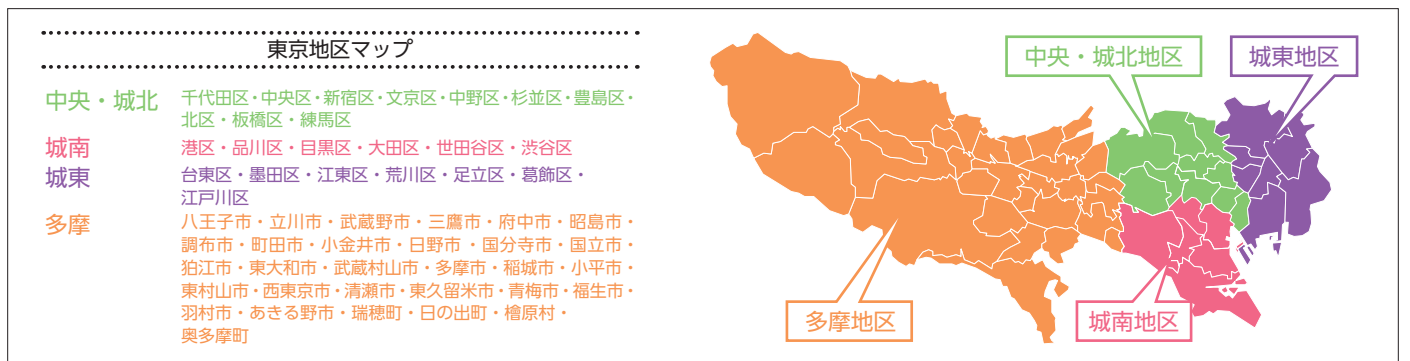 東京地区マップ
中央・城北
千代田区・中央区・新宿区・文京区・中野区・杉並区・豊島区・
北区・板橋区・練馬区
城南
港区・品川区・目黒区・大田区・世田谷区・渋谷区
城東
台東区・墨田区・江東区・荒川区・足立区・葛飾区・
江戸川区
多摩
八王子市・立川市・武蔵野市・三鷹市・府中市・昭島市・
調布市・町田市・小金井市・日野市・国分寺市・国立市・
狛江市・東大和市・武蔵村山市・多摩市・稲城市・小平市・
東村山市・西東京市・清瀬市・東久留米市・青梅市・福生市・
羽村市・あきる野市・瑞穂町・日の出町・檜原村・
奥多摩町
中央・城北地区
城東地区
多摩地区
城南地区